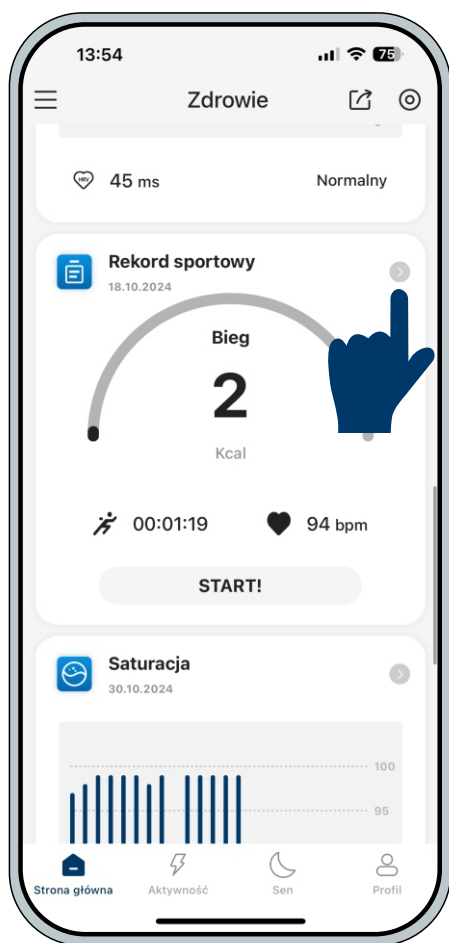 13:54
75
Zdrowie
HRV
45 ms
Normalny
Rekord sportowy
18.10.2024
Bieg
2
Kcal
00:01:19
94 bpm
START!
Saturacja
30.10.2024
100
95
Strona główna
Aktywność
Sen
Profil